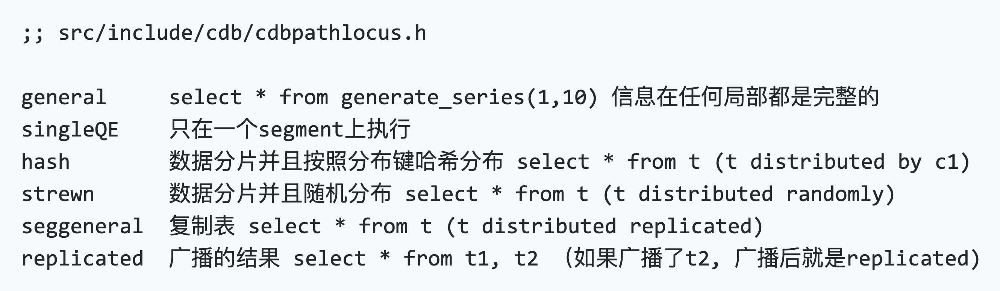 ;; src/include/cdb/cdbpathlocus.h
general select * from generate_series(1,10) 信息在任何局部都是完整的
singleQE 只在一个segment上执行
hash 数据分片并且按照分布键哈希分布 select * from t (t distributed by c1)
strewn 数据分片并且随机分布 select * from t (t distributed randomly)
seggeneral 复制表 select * from t (t distributed replicated)
replicated 广播的结果 select * from t1, t2 （如果广播了t2, 广播后就是replicated)